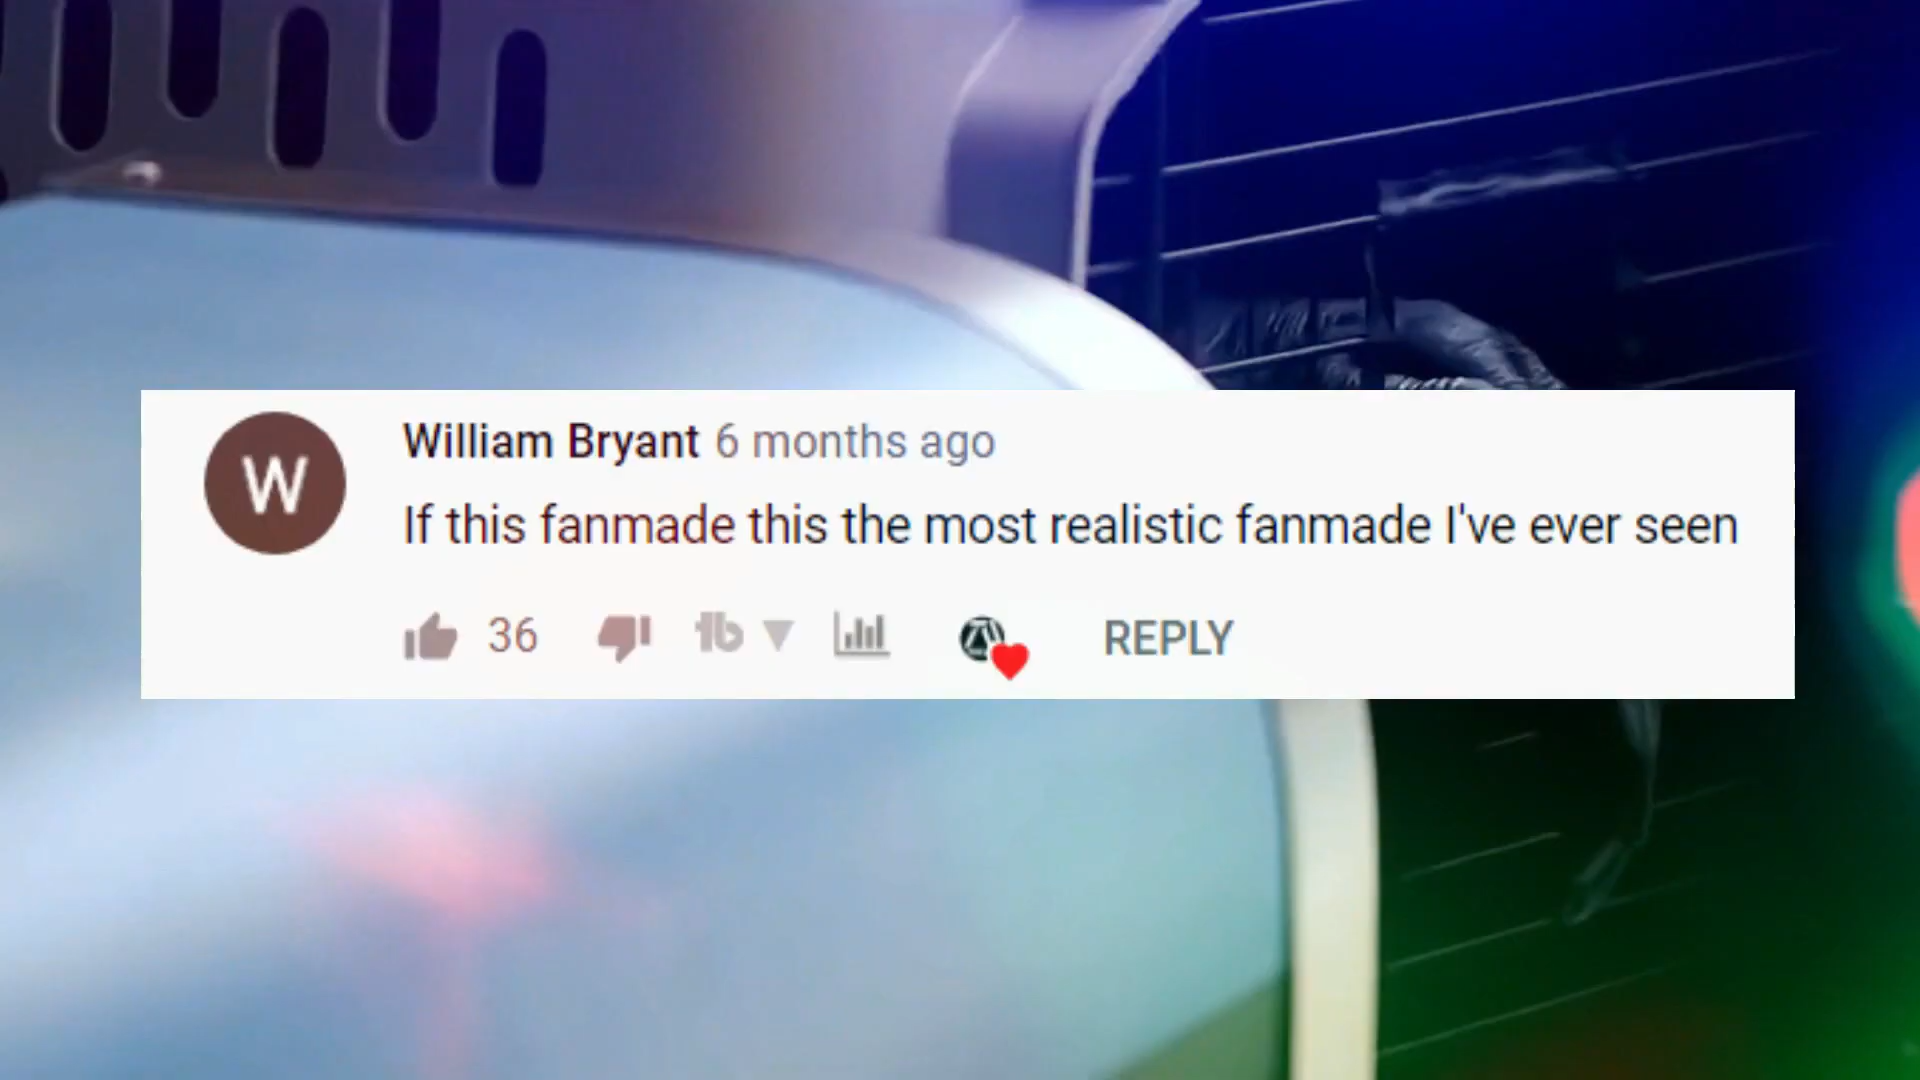 W
William Bryant 6 months ago
If this fanmade this the most realistic fanmade I've ever seen
36
REPLY